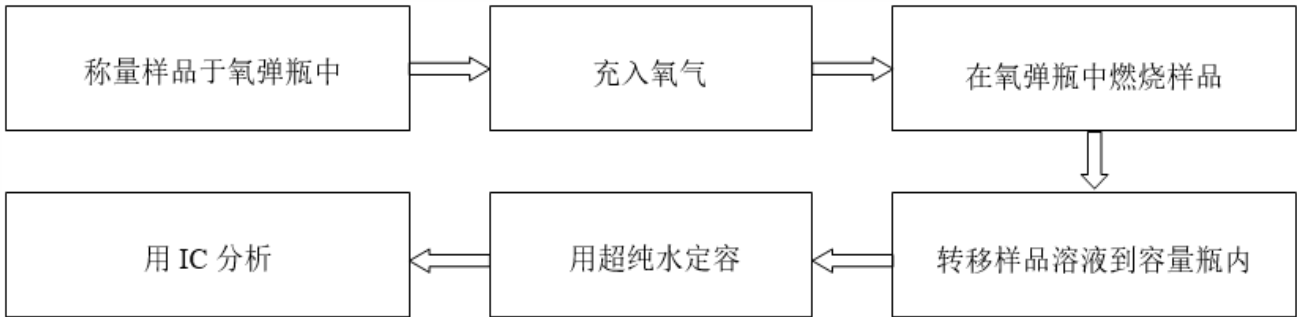 称量样品于氧弹瓶中
充入氧气
在氧弹瓶中燃烧样品
转移样品溶液到容量瓶内
用超纯水定容
用 IC 分析